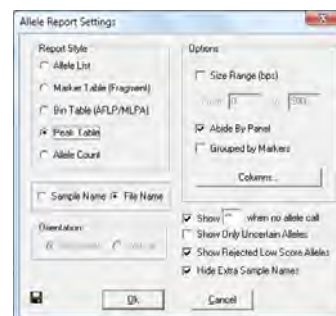 Allele Report Settings
Report Style
Allele List
Marker Table (Fragment)
Bin Table (AFLP/MLPA)
Peak Table
Allele Count
Sample Name
File Name
Orientation
Options
Size Range (bps)
Abide By Panel
Grouped by Markers
Columns...
Show "" when no allele call
Show Only Uncertain Alleles
Show Rejected Low Score Alleles
Hide Extra Sample Names
Ok
Cancel